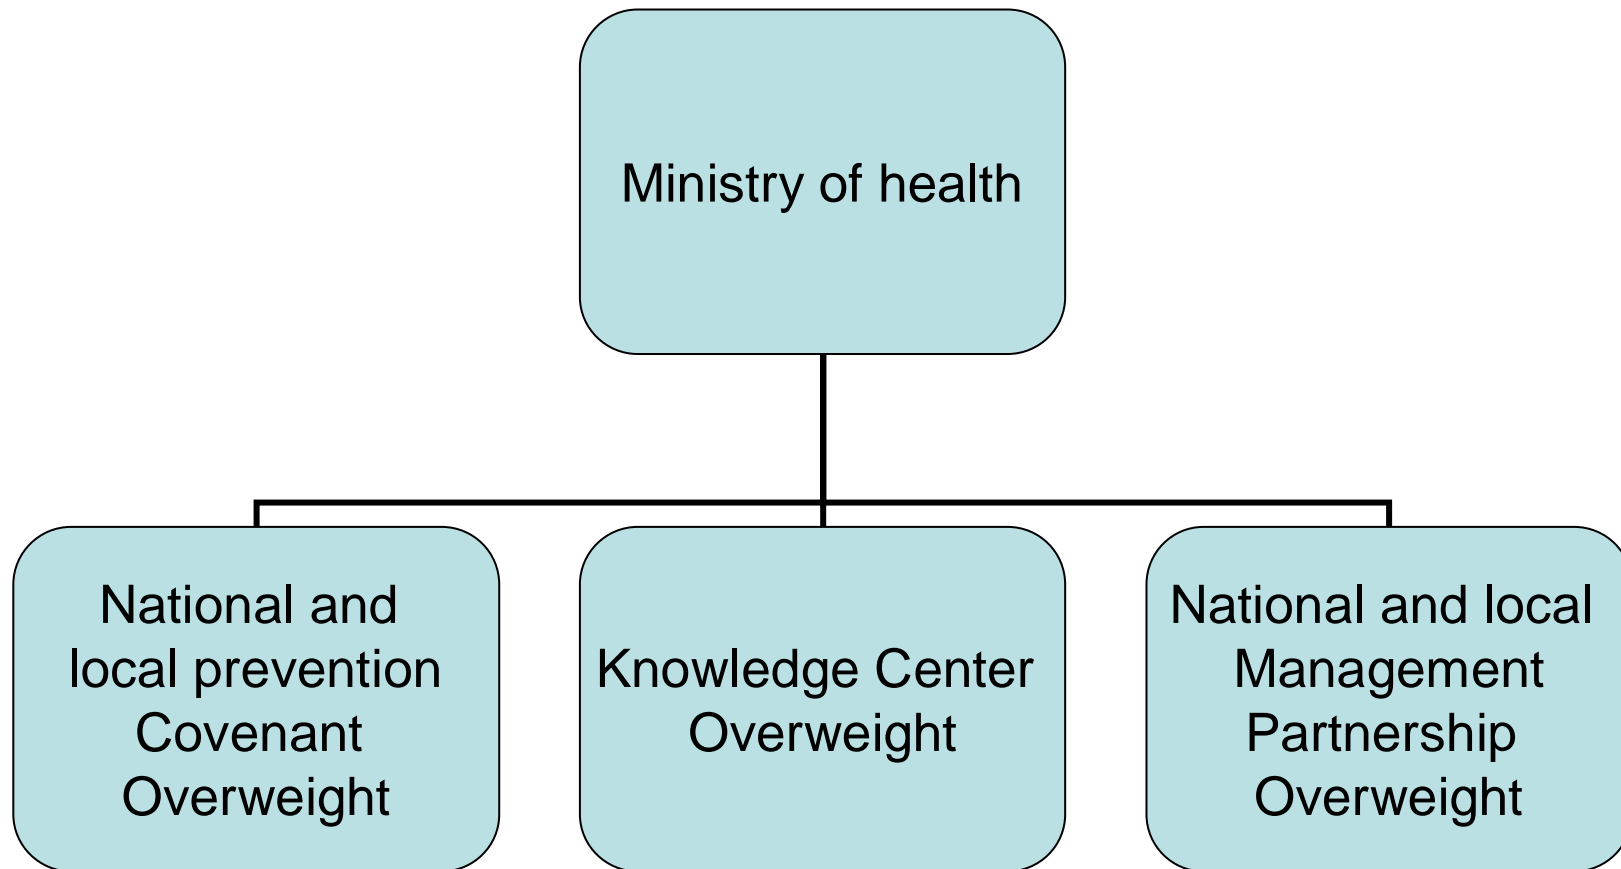 Ministry of health
National and
local prevention
Covenant
Overweight
Knowledge Center
Overweight
National and local
Management
Partnership
Overweight